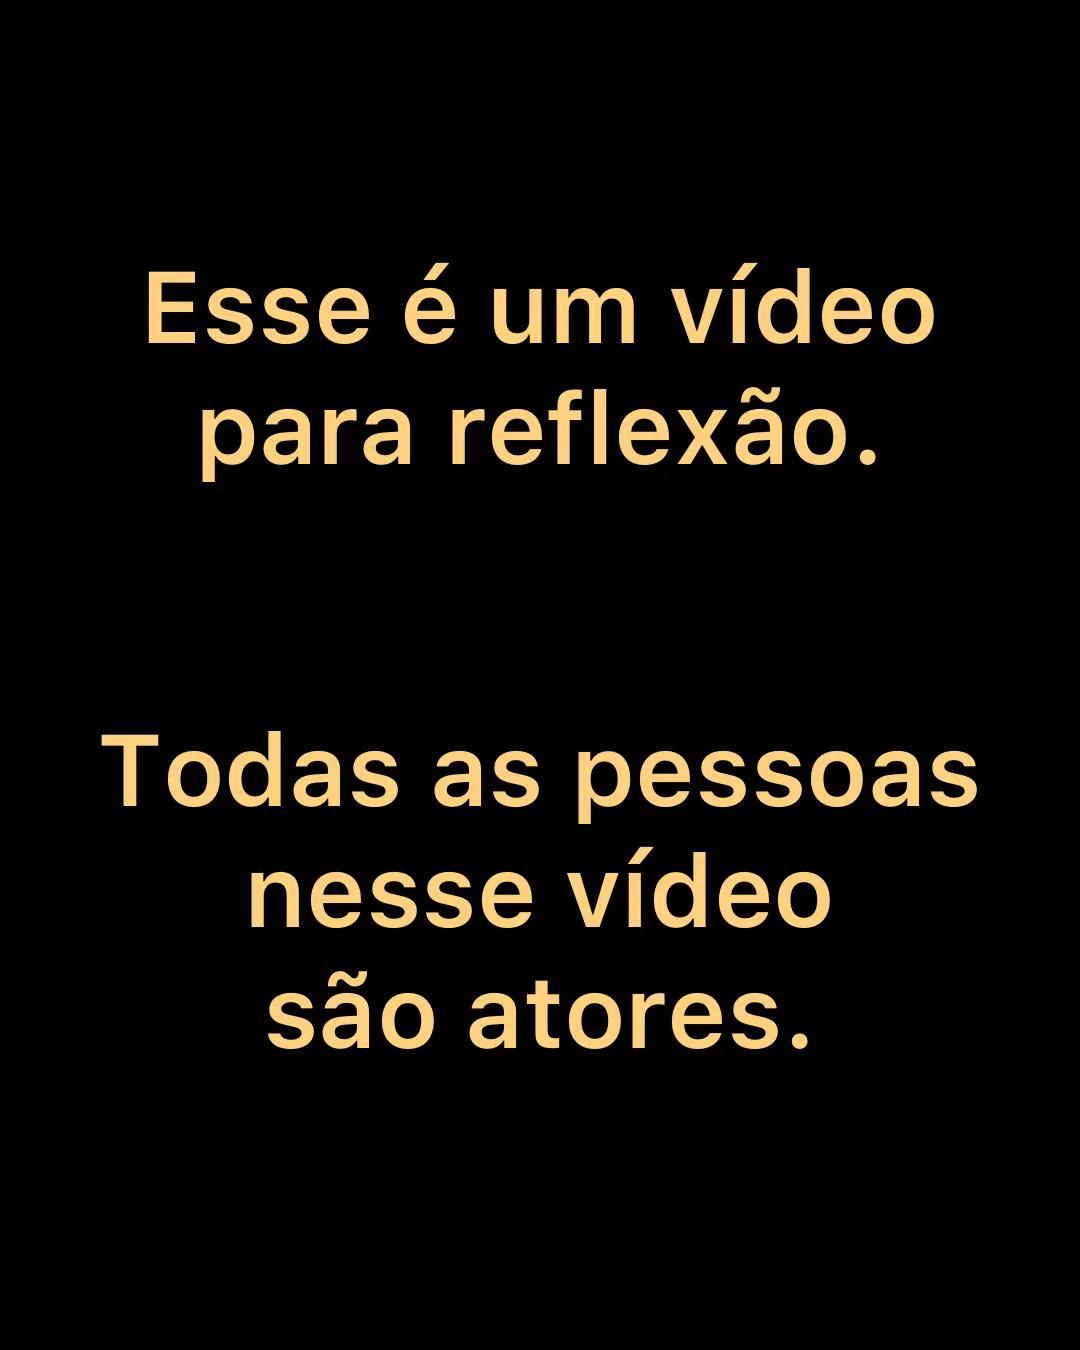 Esse é um vídeo
para reflexão.
Todas as pessoas
nesse vídeo
são atores.